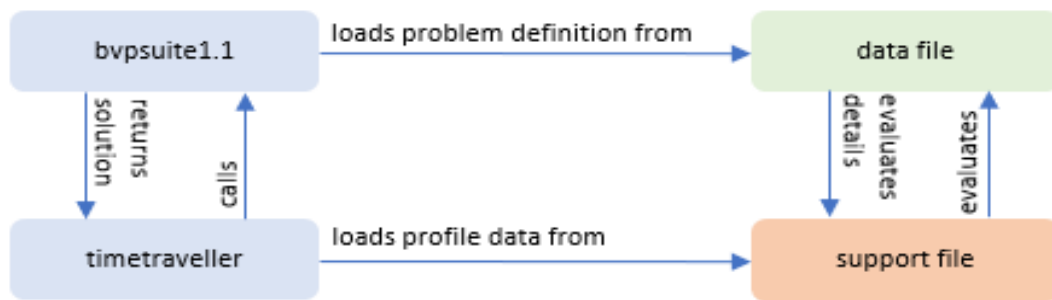 bvpsuite1.1
loads problem definition from
data file
returns
solution
calls
evaluates
details
evaluates
timetraveller
loads profile data from
support file